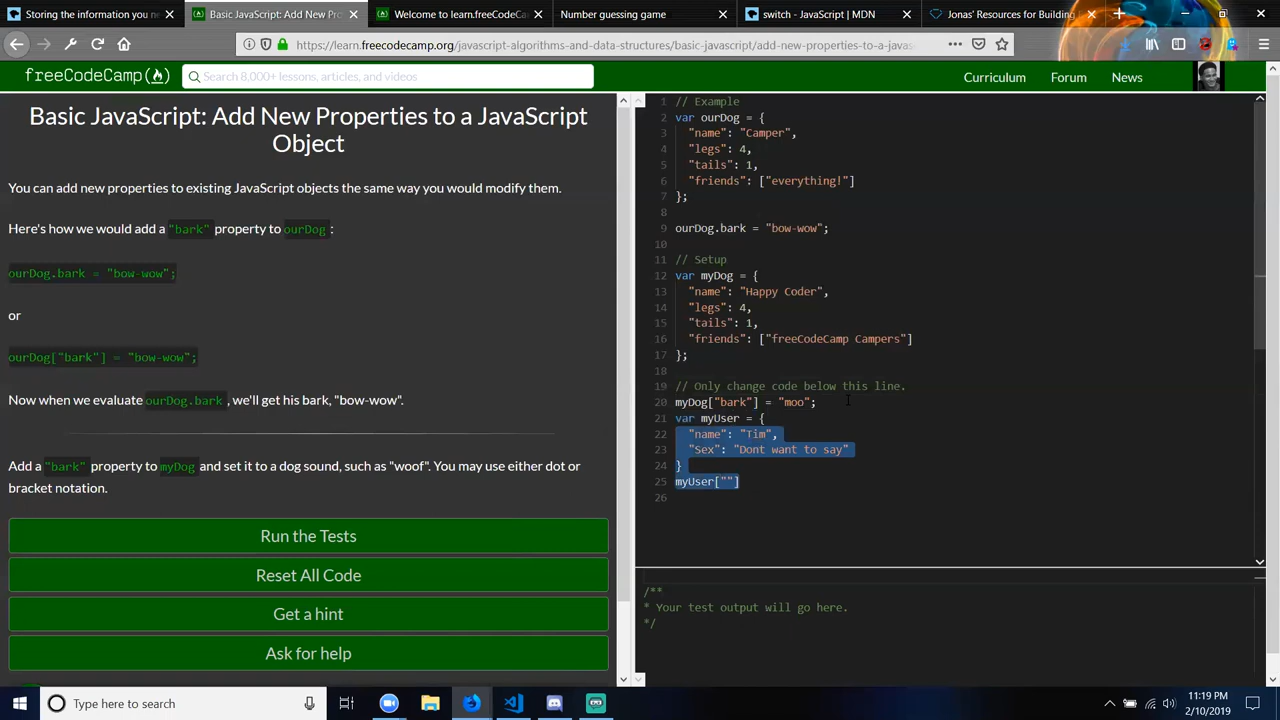 Storing the information you n
Basic JavaScript: Add New Pro
Welcome to learn.freeCodeCa
Number guessing game
switch - JavaScript | MDN
Jonas' Resources for Building
https://learn.freecodecamp.org/javascript-algorithms-and-data-structures/basic-javascript/add-new-properties-to-a-javas
freeCodeCamp
Search 8,000+ lessons, articles, and videos
Curriculum
Forum
News
Basic JavaScript: Add New Properties to a JavaScript
Object
You can add new properties to existing JavaScript objects the same way you would modify them.
Here's how we would add a "bark" property to ourDog :
ourDog.bark = "bow-wow";
or
ourDog["bark"] = "bow-wow";
Now when we evaluate ourDog.bark , we'll get his bark, "bow-wow".
Add a "bark" property to myDog and set it to a dog sound, such as "woof". You may use either dot or
bracket notation.
Run the Tests
Reset All Code
Get a hint
Ask for help
1 // Example
2 var ourDog = {
3 "name": "Camper",
4 "legs": 4,
5 "tails": 1,
6 "friends": ["everything!"]
7 };
8
9 ourDog.bark = "bow-wow";
10
11 // Setup
12 var myDog = {
13 "name": "Happy Coder",
14 "legs": 4,
15 "tails": 1,
16 "friends": ["freeCodeCamp Campers"]
17 };
18
19 // Only change code below this line.
20 myDog["bark"] = "moo";
21 var myUser = {
22 "name": "Tim",
23 "Sex": "Dont want to say"
24 }
25 myUser[""]
26
/**
* Your test output will go here.
*/
Type here to search
11:19 PM
2/10/2019